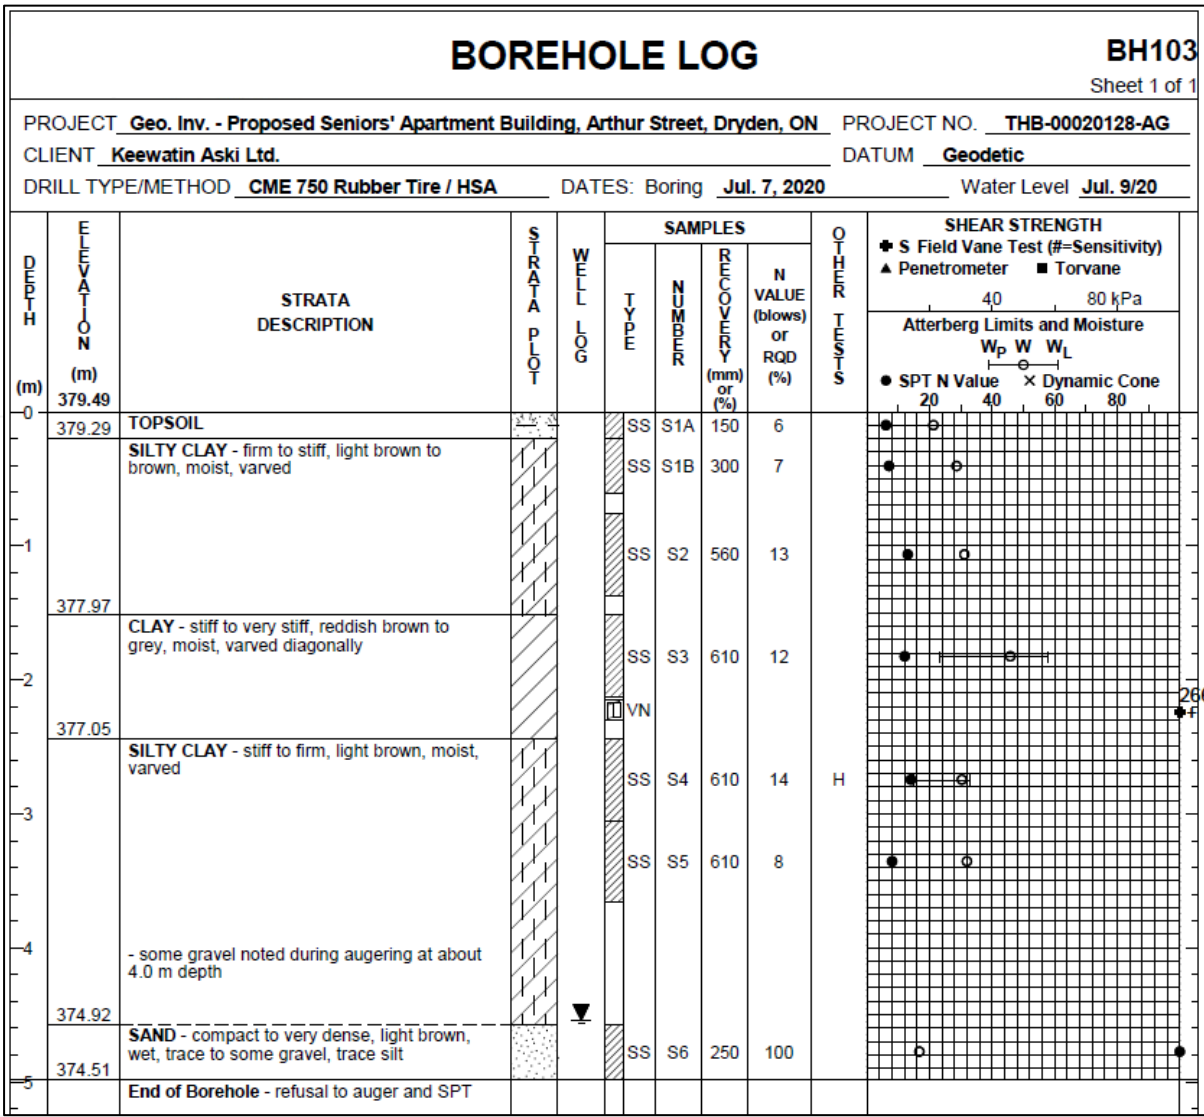 BOREHOLE LOG
BH103
Sheet 1 of 1
PROJECT Geo. Inv. - Proposed Seniors' Apartment Building, Arthur Street, Dryden, ON PROJECT NO. THB-00020128-AG
CLIENT Keewatin Aski Ltd. DATUM Geodetic
DRILL TYPE/METHOD CME 750 Rubber Tire / HSA DATES: Boring Jul. 7, 2020 Water Level Jul. 9/20
DEPTH
(m)
ELEVATION
(m)
379.49
STRATA
DESCRIPTION
STRATA PLOT
WELL LOG
SAMPLES
TYPE
NUMBER
RECOVERY
(mm)
or
(%)
N
VALUE
(blows)
or
RQD
(%)
OTHER TESTS
SHEAR STRENGTH
S Field Vane Test (#=Sensitivity)
Penetrometer Torvane
40 80 kPa
Atterberg Limits and Moisture
WP W WL
SPT N Value × Dynamic Cone
20 40 60 80
0
379.29 TOPSOIL SS S1A 150 6
SILTY CLAY - firm to stiff, light brown to
brown, moist, varved
SS S1B 300 7
1 SS S2 560 13
377.97
CLAY - stiff to very stiff, reddish brown to
grey, moist, varved diagonally
SS S3 610 12
2
VN
377.05
SILTY CLAY - stiff to firm, light brown, moist,
varved
SS S4 610 14 H
3
SS S5 610 8
4
- some gravel noted during augering at about
4.0 m depth
374.92
SAND - compact to very dense, light brown,
wet, trace to some gravel, trace silt
SS S6 250 100
374.51
5
End of Borehole - refusal to auger and SPT